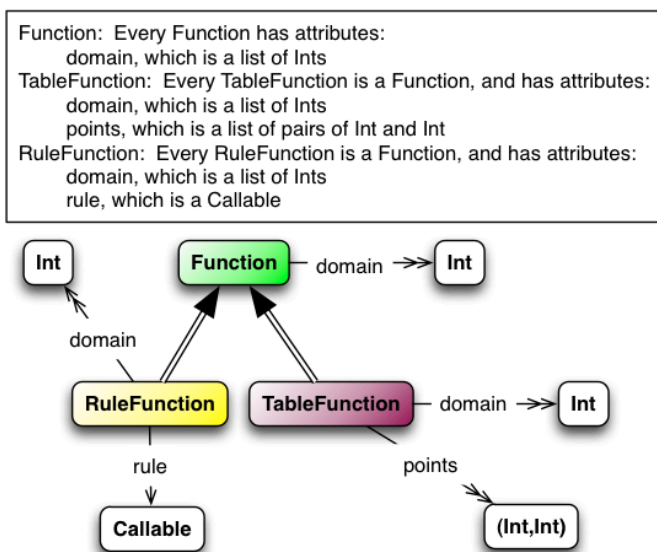 Function: Every Function has attributes:
domain, which is a list of Ints
TableFunction: Every TableFunction is a Function, and has attributes:
domain, which is a list of Ints
points, which is a list of pairs of Int and Int
RuleFunction: Every RuleFunction is a Function, and has attributes:
domain, which is a list of Ints
rule, which is a Callable
Int
Function
domain
Int
domain
RuleFunction
TableFunction
domain
Int
rule
points
Callable
(Int,Int)